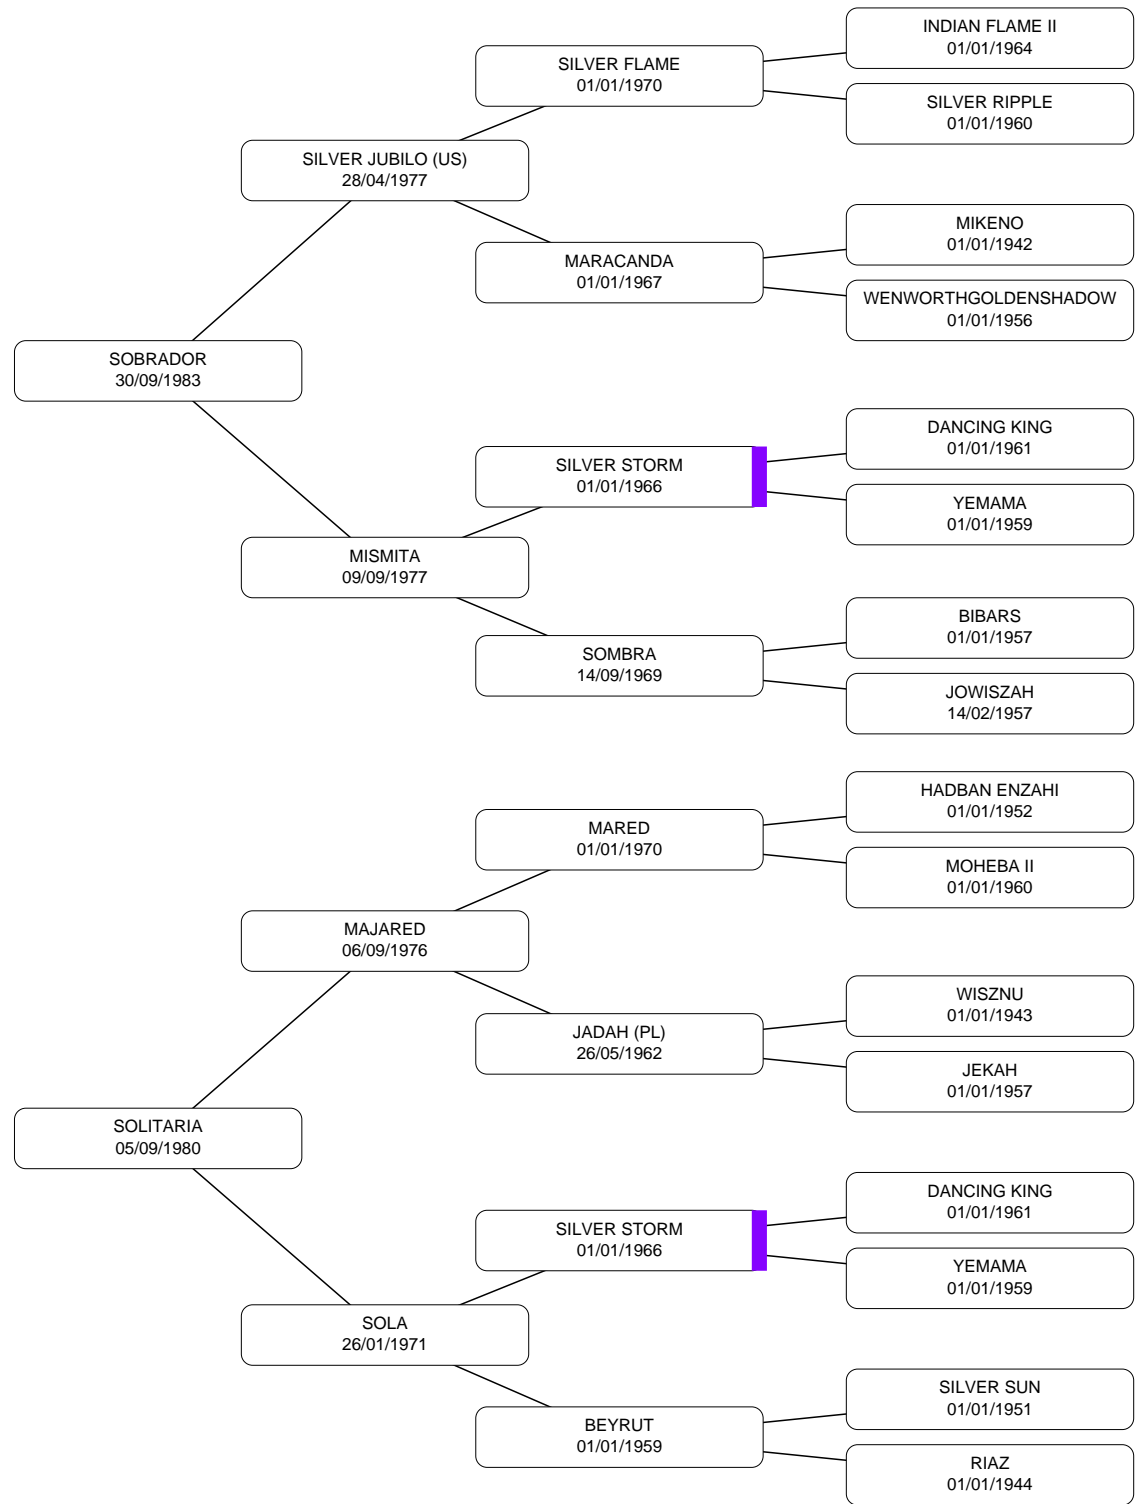 INDIAN FLAME II
01/01/1964
SILVER FLAME
01/01/1970
SILVER RIPPLE
01/01/1960
SILVER JUBILO (US)
28/04/1977
MIKENO
01/01/1942
MARACANDA
01/01/1967
WENWORTHGOLDENSHADOW
01/01/1956
SOBRADOR
30/09/1983
DANCING KING
01/01/1961
SILVER STORM
01/01/1966
YEMAMA
01/01/1959
MISMITA
09/09/1977
BIBARS
01/01/1957
SOMBRA
14/09/1969
JOWISZAH
14/02/1957
HADBAN ENZAHI
01/01/1952
MARED
01/01/1970
MOHEBA II
01/01/1960
MAJARED
06/09/1976
WISZNU
01/01/1943
JADAH (PL)
26/05/1962
JEKAH
01/01/1957
SOLITARIA
05/09/1980
DANCING KING
01/01/1961
SILVER STORM
01/01/1966
YEMAMA
01/01/1959
SOLA
26/01/1971
SILVER SUN
01/01/1951
BEYRUT
01/01/1959
RIAZ
01/01/1944